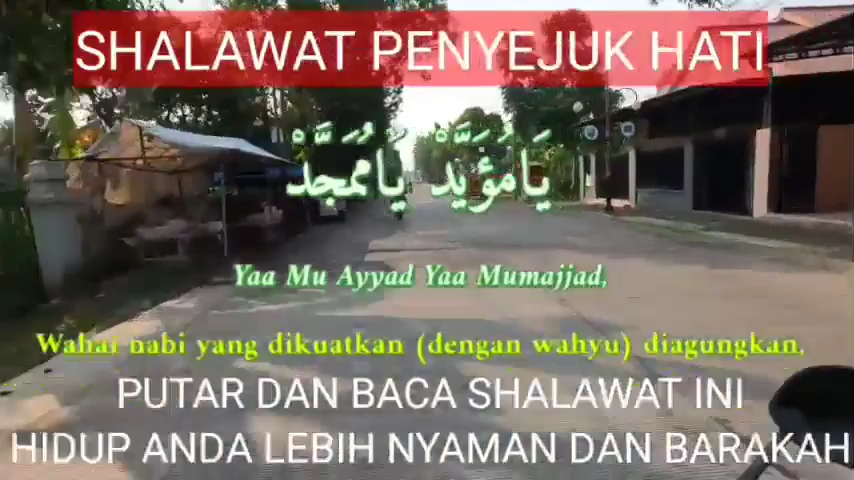 SHALAWAT PENYEJUK HATI
يَامُؤَيَّدْ يَامُمَجَّدْ
Yaa Mu Ayyad Yaa Mumajjad,
Wahai nabi yang dikuatkan (dengan wahyu) diagungkan,
PUTAR DAN BACA SHALAWAT INI
HIDUP ANDA LEBIH NYAMAN DAN BARAKAH